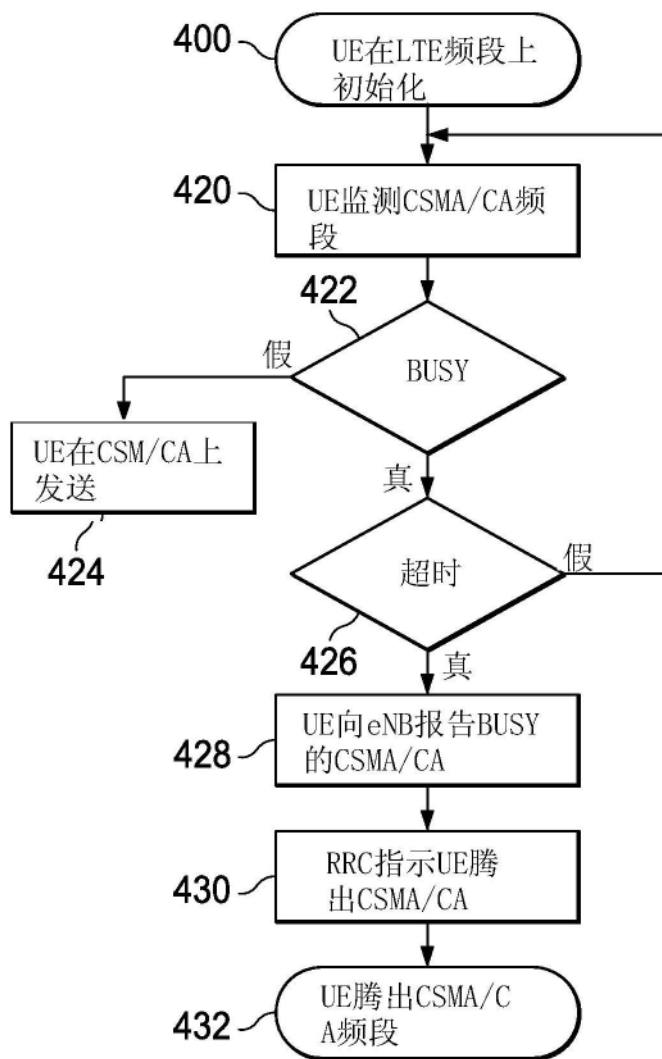 400
UE在LTE频段上
初始化
420
UE监测CSMA/CA频
段
422
BUSY
假
UE在CSM/CA上
发送
424
真
超时
假
426
真
428
UE向eNB报告BUSY
的CSMA/CA
430
RRC指示UE腾
出CSMA/CA
432
UE腾出CSMA/C
A频段